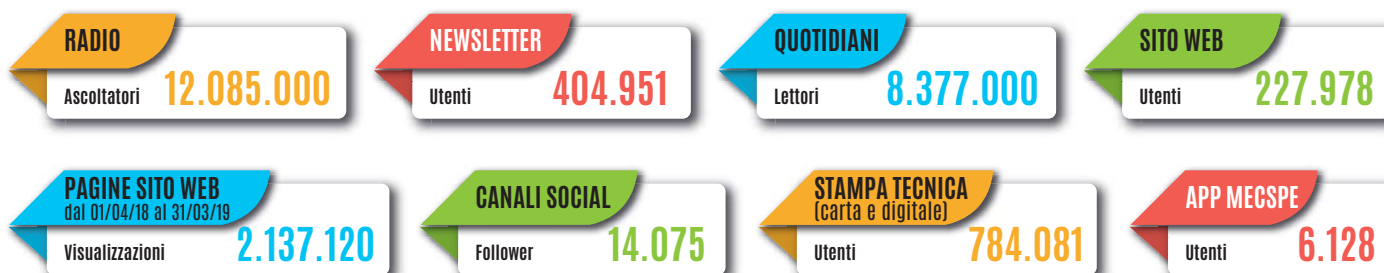 RADIO
Ascoltatori 12.085.000
NEWSLETTER
Utenti 404.951
QUOTIDIANI
Lettori 8.377.000
SITO WEB
Utenti 227.978
PAGINE SITO WEB
dal 01/04/18 al 31/03/19
Visualizzazioni 2.137.120
CANALI SOCIAL
Follower 14.075
STAMPA TECNICA
(carta e digitale)
Utenti 784.081
APP MECSPE
Utenti 6.128